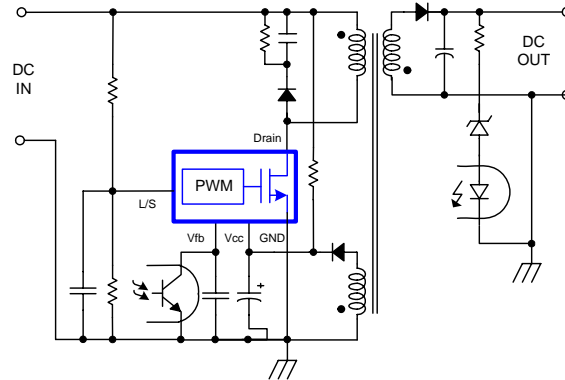 DC
IN
DC
OUT
Drain
PWM
L/S
Vfb Vcc GND
+